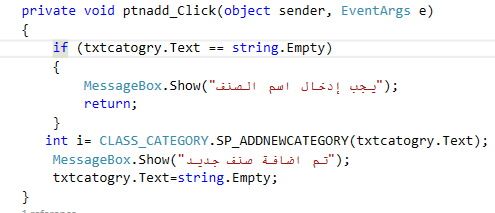 private void ptnadd_Click(object sender, EventArgs e)
{
if (txtcatogry.Text == string.Empty)
{
MessageBox.Show("يجب إدخال اسم الصنف");
return;
}
int i= CLASS_CATEGORY.SP_ADDNEWCATEGORY(txtcatogry.Text);
MessageBox.Show("تم اضافة صنف جديد");
txtcatogry.Text=string.Empty;
}